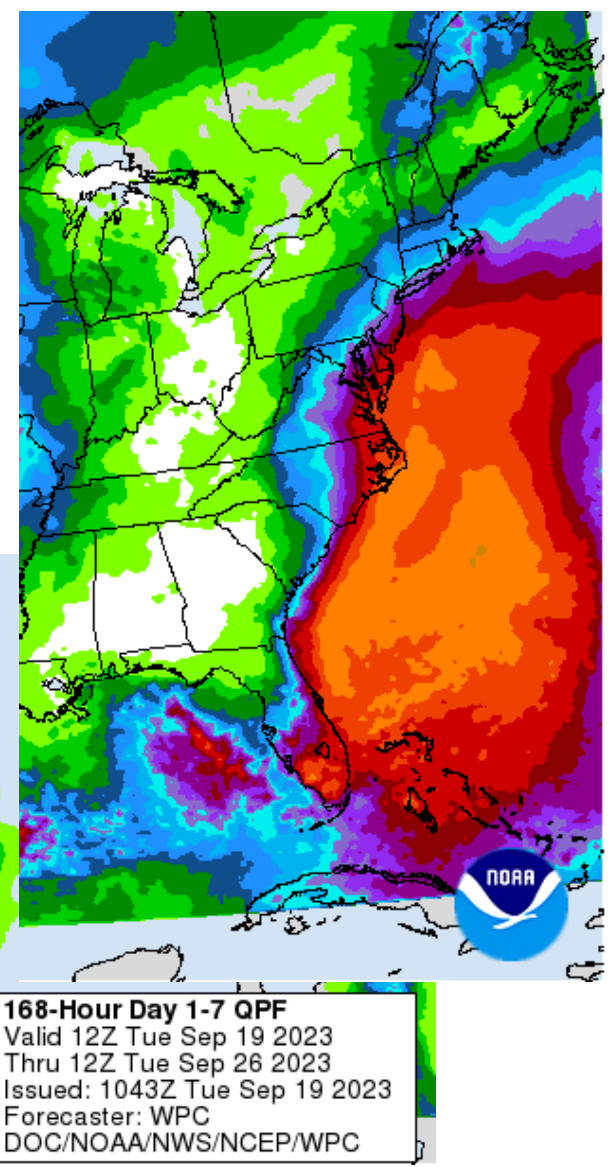 NOAA
168-Hour Day 1-7 QPF
Valid 12Z Tue Sep 19 2023
Thru 12Z Tue Sep 26 2023
Issued: 1043Z Tue Sep 19 2023
Forecaster: WPC
DOC/NOAA/NWS/NCEP/WPC